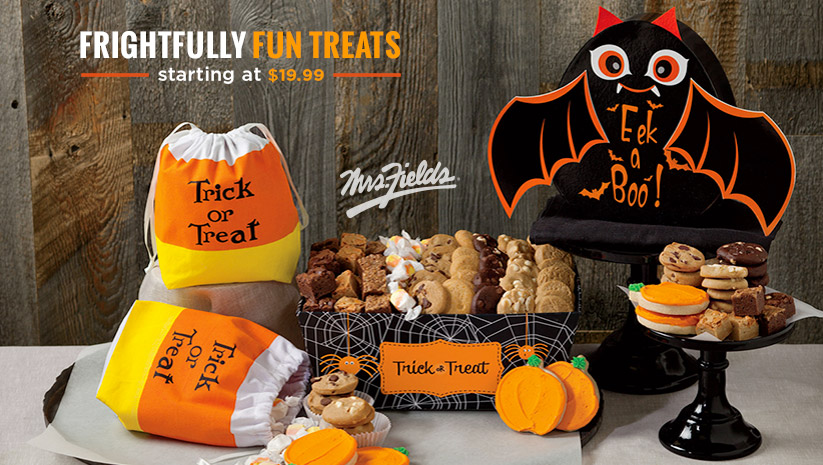 FRIGHTFULLY FUN TREATS
starting at $19.99
Mrs. Fields
Trick
or
Treat
Eek
a
Boo!
Trick
or
Treat
Trick or Treat